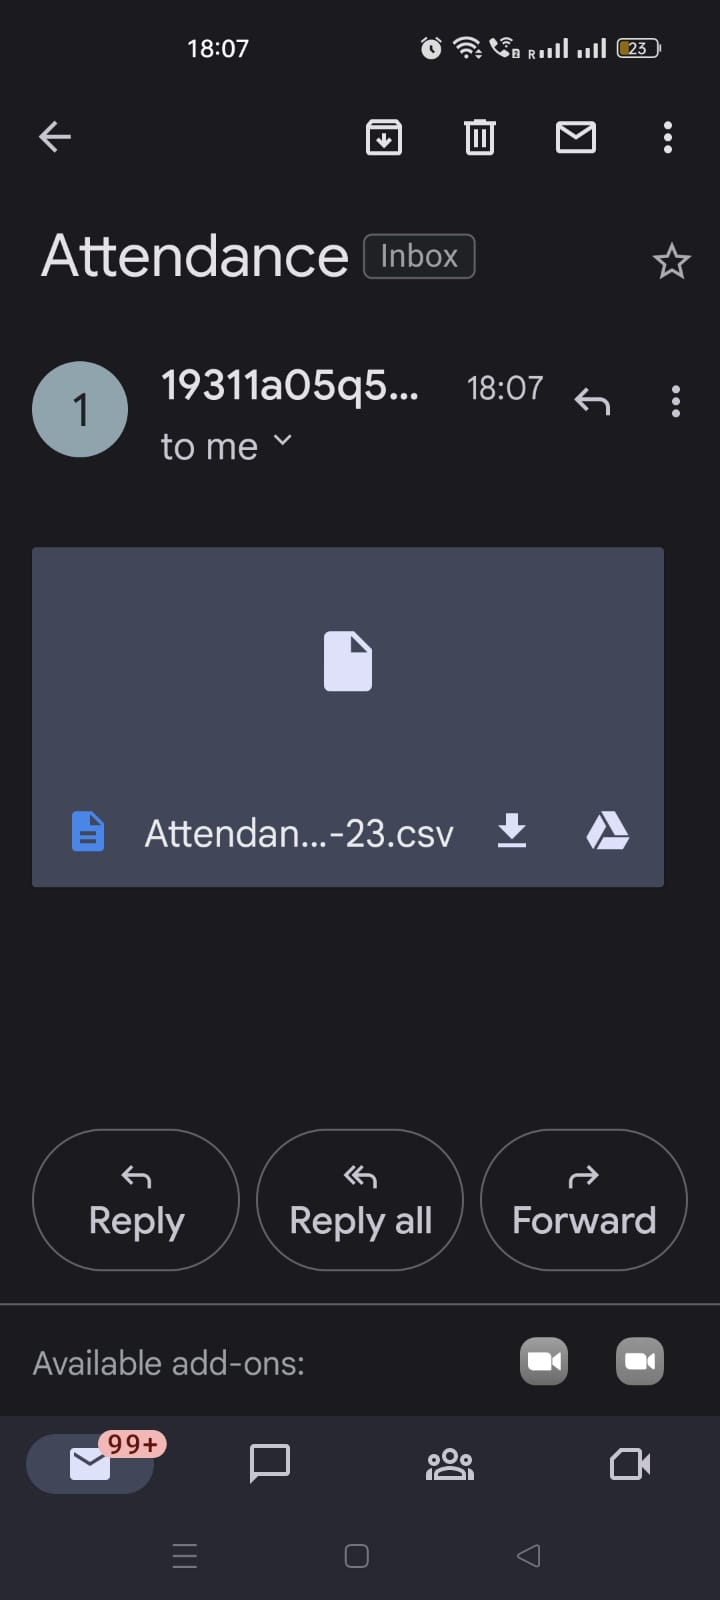 18:07
R
2
23
Attendance Inbox
1
19311a05q5... 18:07
to me
Attendan...-23.csv
Reply Reply all Forward
Available add-ons:
99+